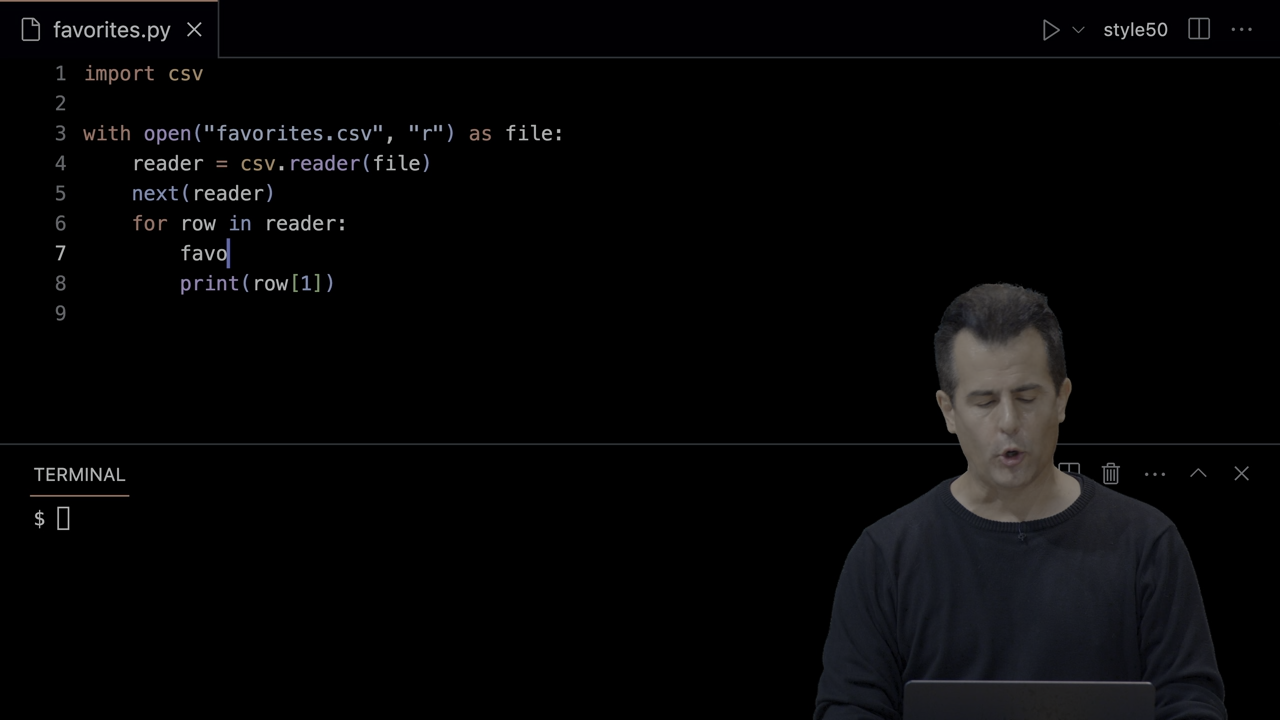 favorites.py
style50
1 import csv
2
3 with open("favorites.csv", "r") as file:
4     reader = csv.reader(file)
5     next(reader)
6     for row in reader:
7         favo
8         print(row[1])
9
TERMINAL
$